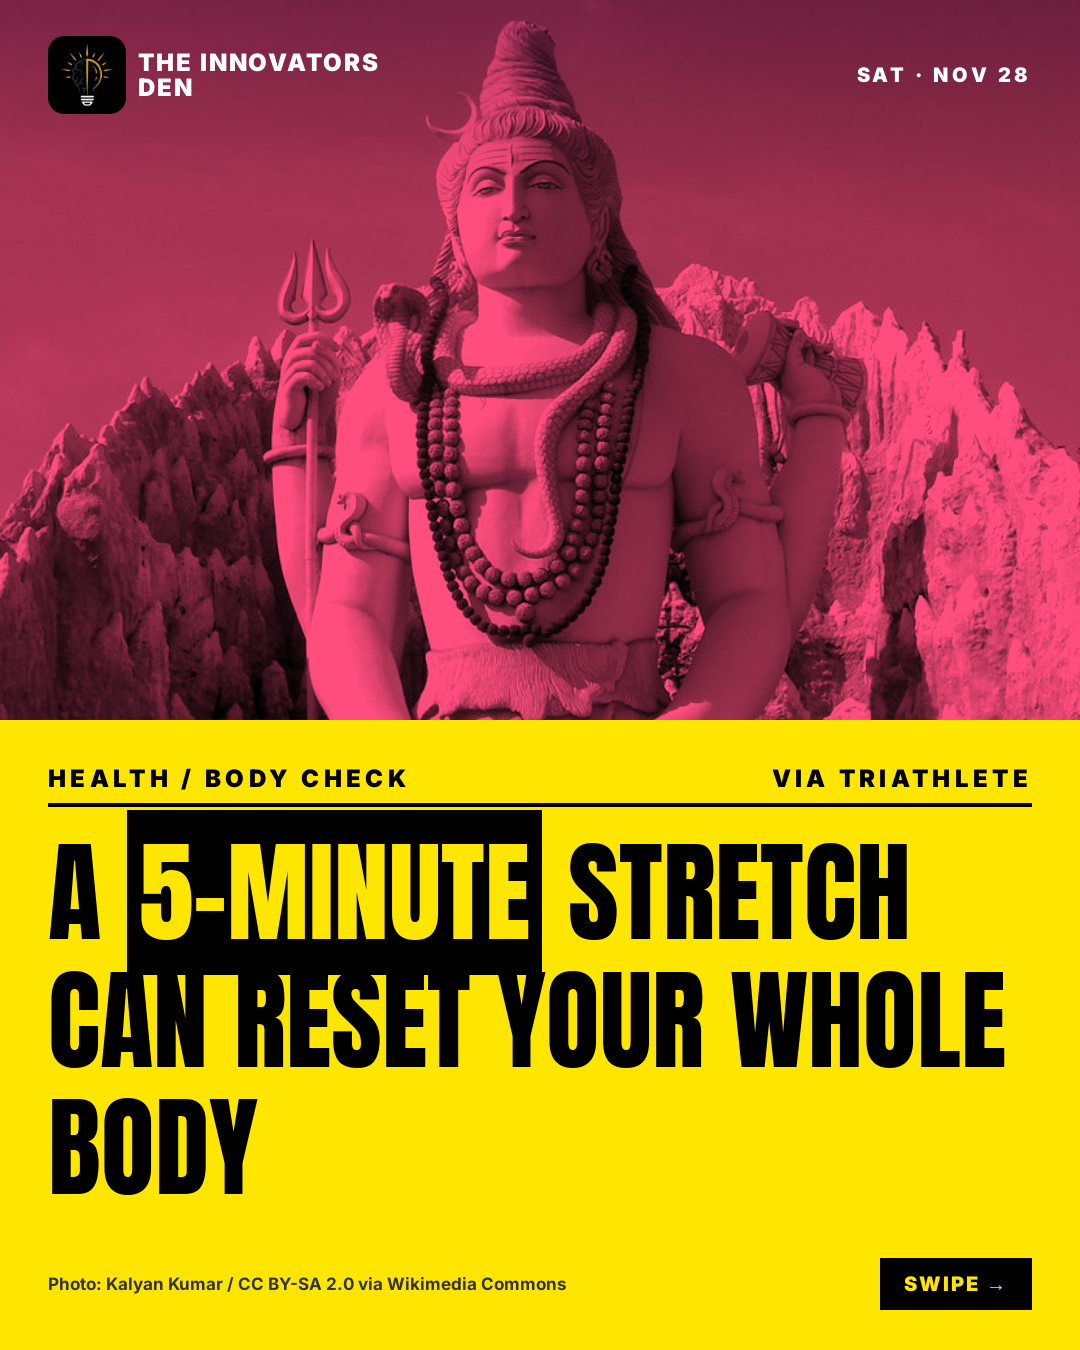 THE INNOVATORS
DEN
SAT · NOV 28
HEALTH / BODY CHECK
VIA TRIATHLETE
A 5-MINUTE STRETCH
CAN RESET YOUR WHOLE
BODY
Photo: Kalyan Kumar / CC BY-SA 2.0 via Wikimedia Commons
SWIPE →